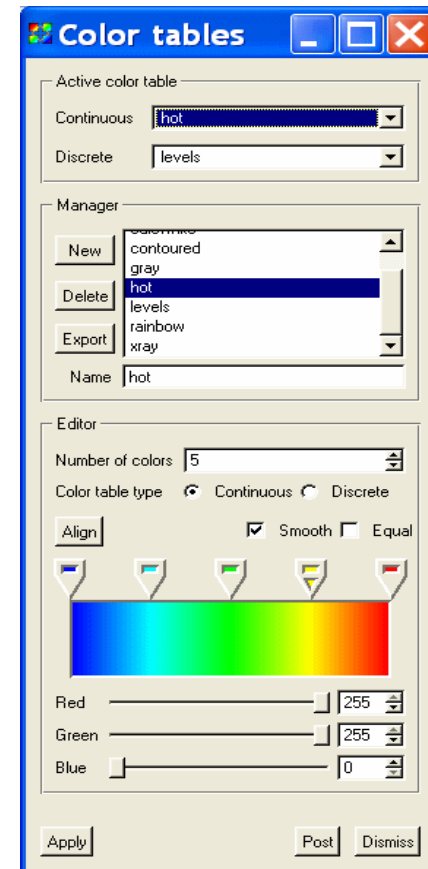 Color tables
Active color table
Continuous hot
Discrete levels
Manager
New
Delete
Export
contoured
gray
hot
levels
rainbow
xray
Name hot
Editor
Number of colors 5
Color table type Continuous Discrete
Align Smooth Equal
Red 255
Green 255
Blue 0
Apply Post Dismiss